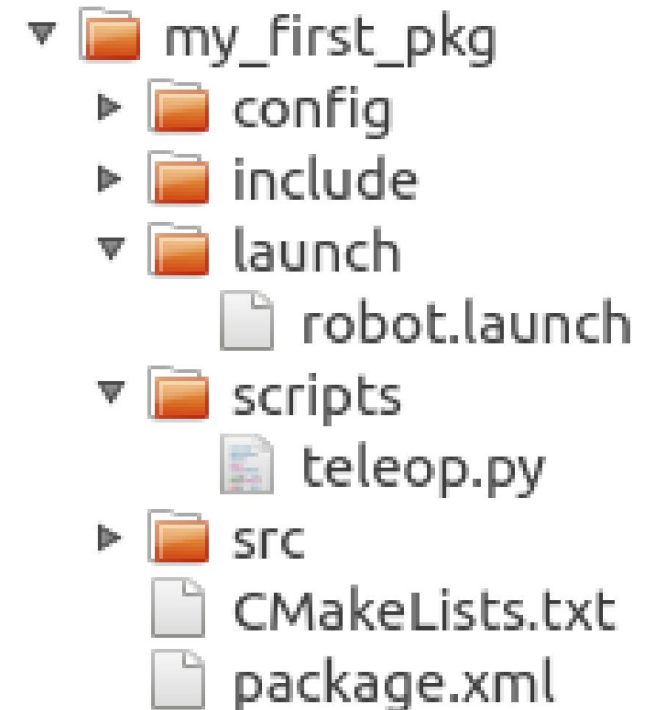 my_first_pkg
config
include
launch
robot.launch
scripts
teleop.py
src
CMakeLists.txt
package.xml